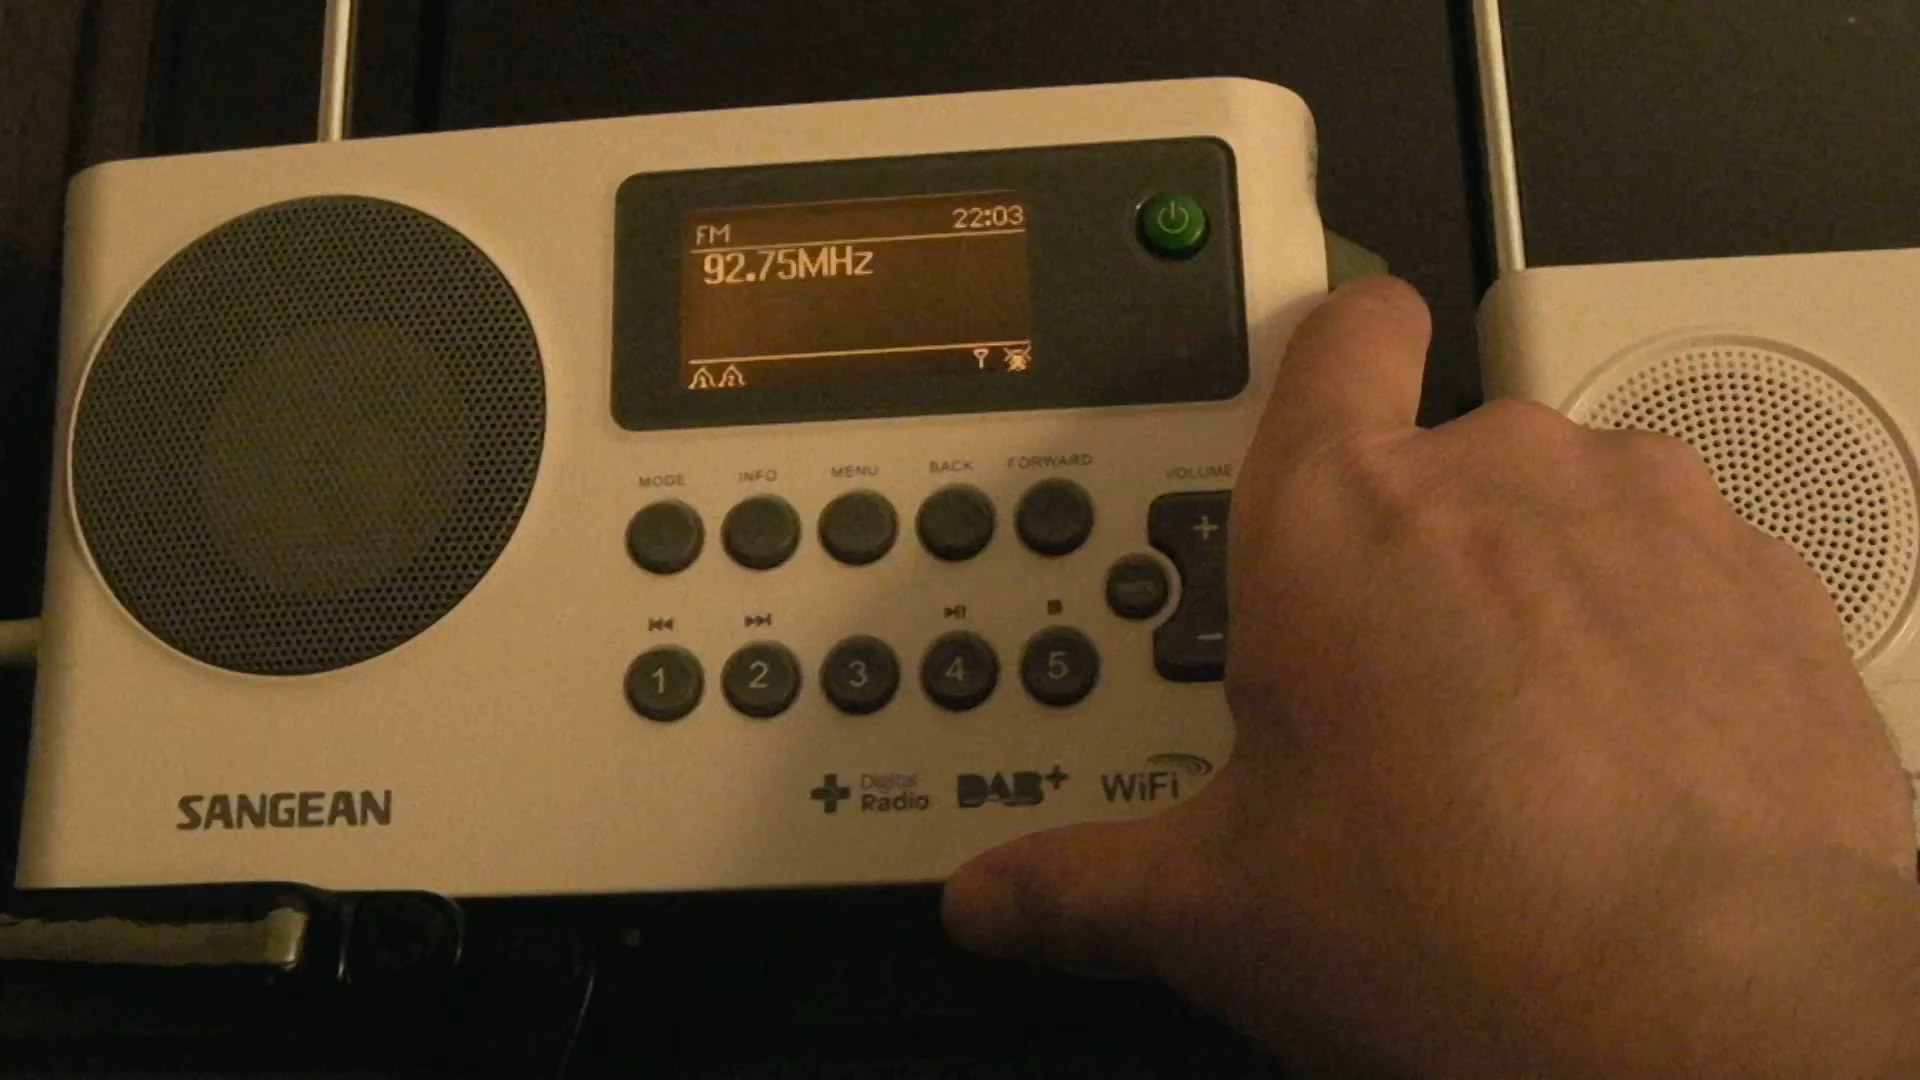 FM 22:03
92.75MHz
MODE INFO MENU BACK FORWARD VOLUME
+
-
1 2 3 4 5
SANGEAN
Digital
Radio
DAB+
WiFi